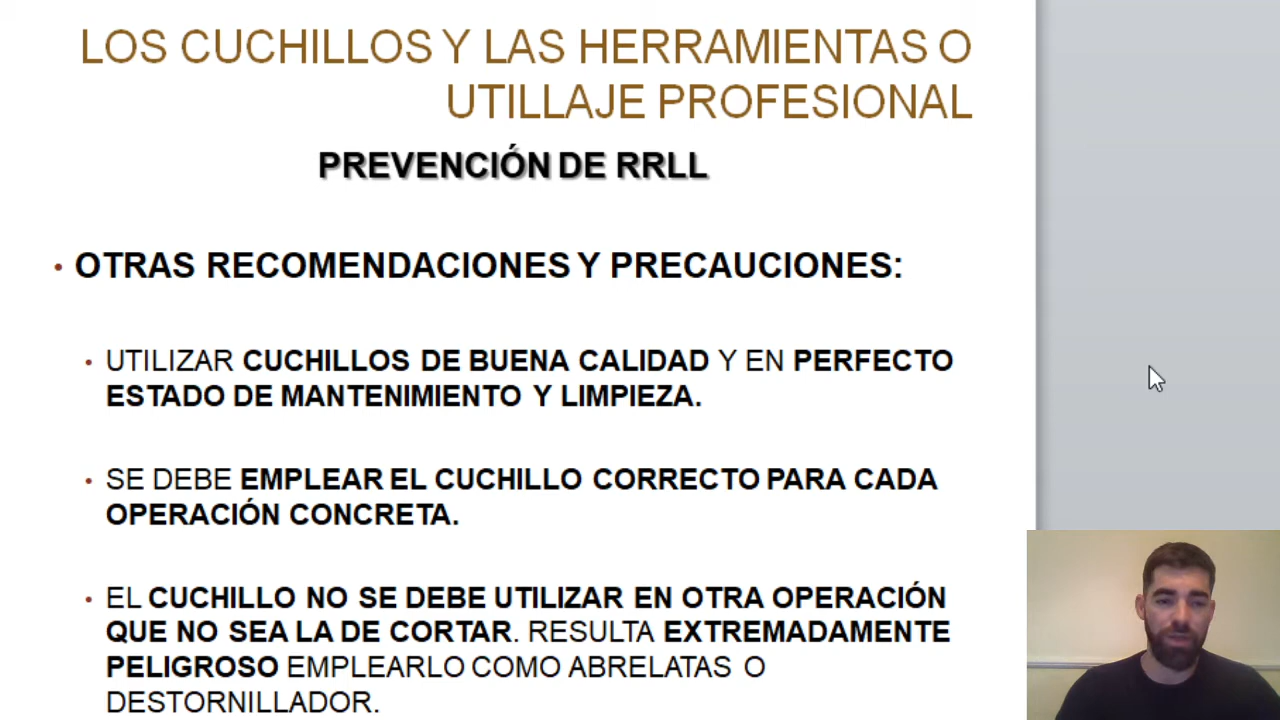 LOS CUCHILLOS Y LAS HERRAMIENTAS O
UTILLAJE PROFESIONAL
PREVENCIÓN DE RRLL
• OTRAS RECOMENDACIONES Y PRECAUCIONES:
• UTILIZAR CUCHILLOS DE BUENA CALIDAD Y EN PERFECTO
ESTADO DE MANTENIMIENTO Y LIMPIEZA.
• SE DEBE EMPLEAR EL CUCHILLO CORRECTO PARA CADA
OPERACIÓN CONCRETA.
• EL CUCHILLO NO SE DEBE UTILIZAR EN OTRA OPERACIÓN
QUE NO SEA LA DE CORTAR. RESULTA EXTREMADAMENTE
PELIGROSO EMPLEARLO COMO ABRELATAS O
DESTORNILLADOR.